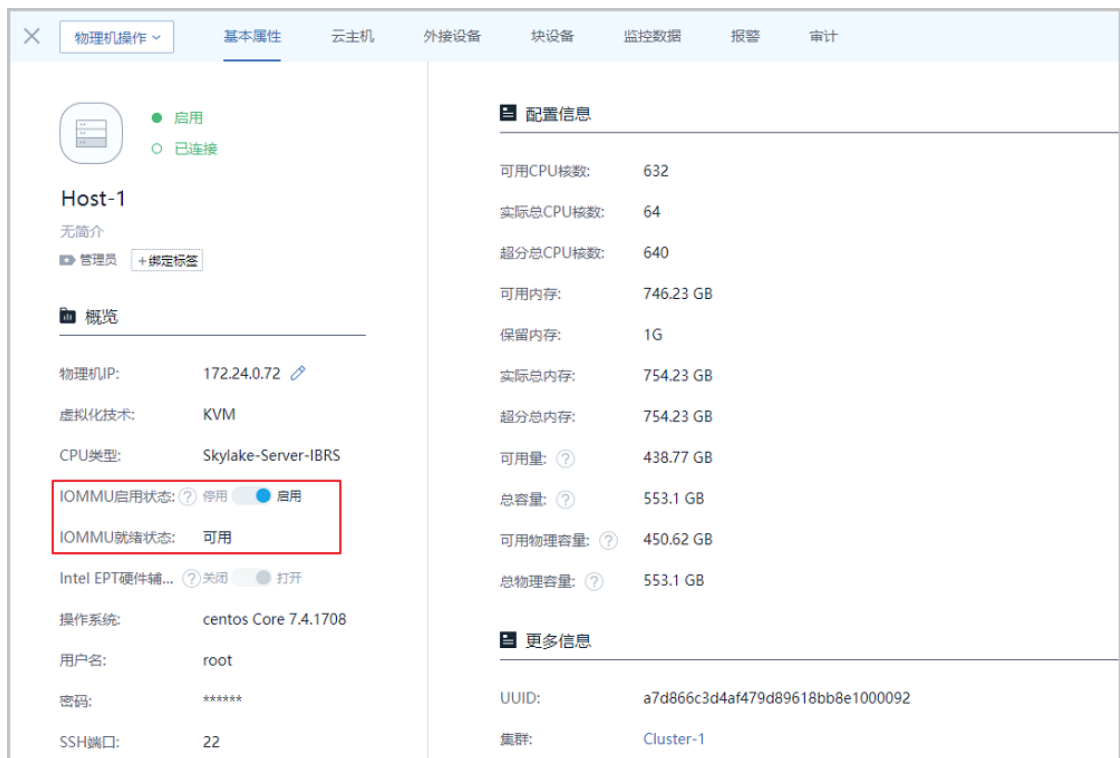 物理机操作 基本属性 云主机 外接设备 块设备 监控数据 报警 审计
启用
已连接
Host-1
无简介
管理员 +绑定标签
概览
物理机IP: 172.24.0.72
虚拟化技术: KVM
CPU类型: Skylake-Server-IBRS
IOMMU启用状态: ? 停用 启用
IOMMU就绪状态: 可用
Intel EPT硬件辅... ? 关闭 打开
操作系统: centos Core 7.4.1708
用户名: root
密码: ******
SSH端口: 22
配置信息
可用CPU核数: 632
实际总CPU核数: 64
超分总CPU核数: 640
可用内存: 746.23 GB
保留内存: 1G
实际总内存: 754.23 GB
超分总内存: 754.23 GB
可用量: ? 438.77 GB
总容量: ? 553.1 GB
可用物理容量: ? 450.62 GB
总物理容量: ? 553.1 GB
更多信息
UUID: a7d866c3d4af479d89618bb8e1000092
集群: Cluster-1